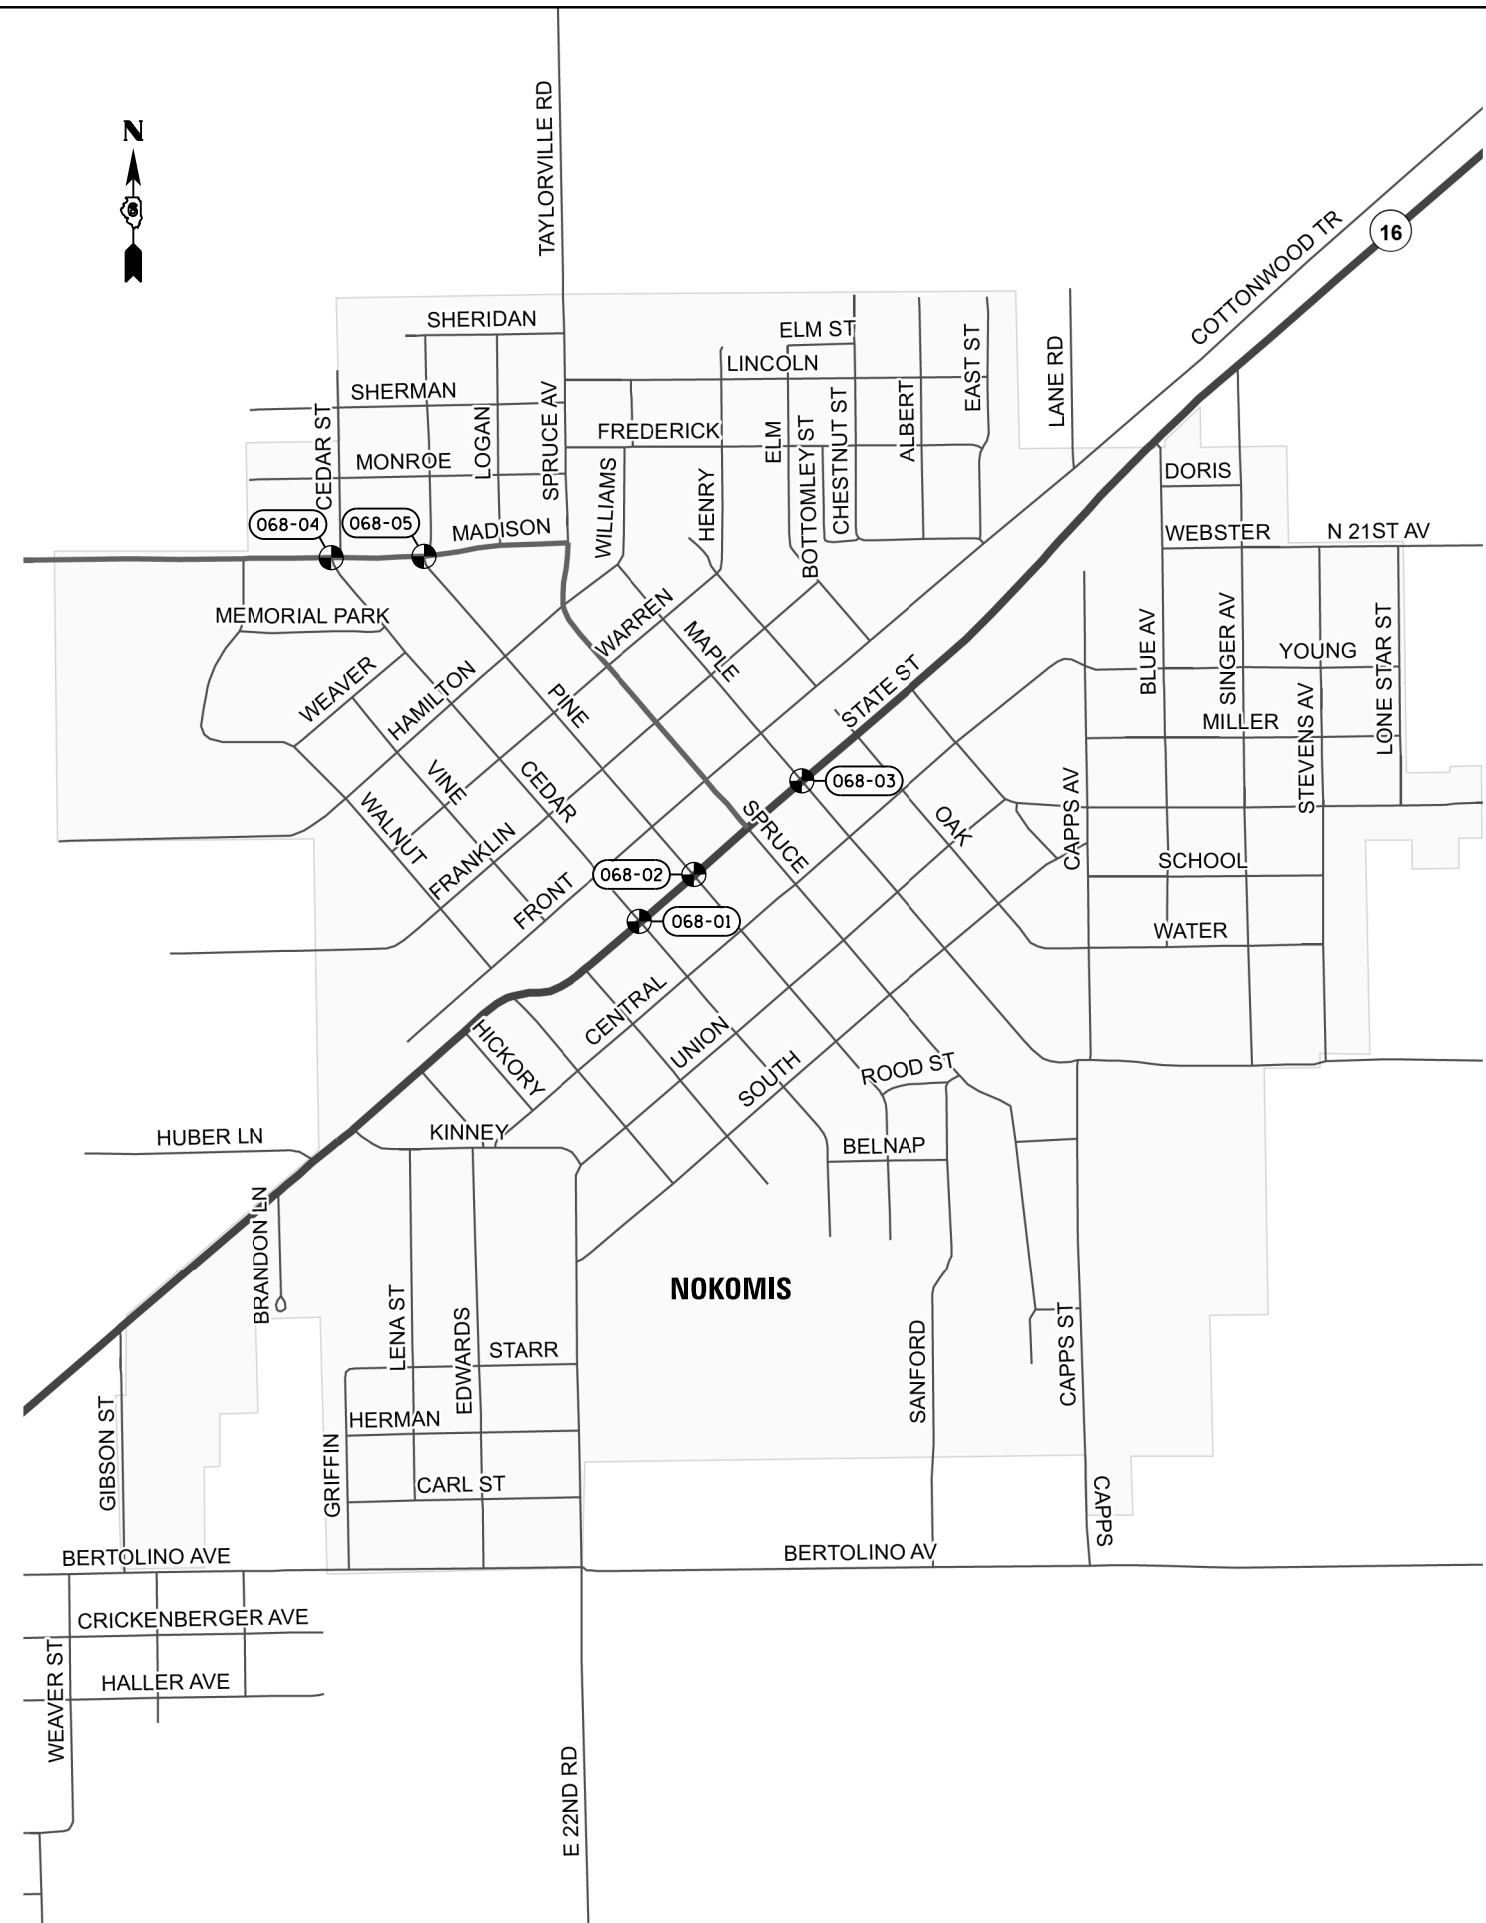 TAYLORVILLE RD
N
COTTONWOOD TR
16
SHERIDAN
ELM ST
LINCOLN
EAST ST
LANE RD
SHERMAN
CEDAR ST
LOGAN
SPRUCE AV
FREDERICK
ELM
BOTTOMLEY ST
CHESTNUT ST
ALBERT
MONROE
DORIS
WILLIAMS
HENRY
068-04
068-05
MADISON
WEBSTER
N 21ST AV
MEMORIAL PARK
WARREN
MAPLE
BLUE AV
SINGER AV
YOUNG
LONE STAR ST
WEAVER
HAMILTON
PINE
STATE ST
MILLER
STEVENS AV
VINE
CEDAR
068-03
CAPPS AV
WALNUT
SPRUCE
OAK
FRANKLIN
068-02
SCHOOL
FRONT
068-01
WATER
CENTRAL
HICKORY
UNION
SOUTH
ROOD ST
HUBER LN
KINNEY
BELNAP
BRANDON LN
NOKOMIS
LENA ST
EDWARDS
STARR
SANFORD
CAPPS ST
GIBSON ST
HERMAN
GRIFFIN
CARL ST
CAPPS
BERTOLINO AVE
BERTOLINO AV
CRICKENBERGER AVE
WEAVER ST
HALLER AVE
E 22ND RD